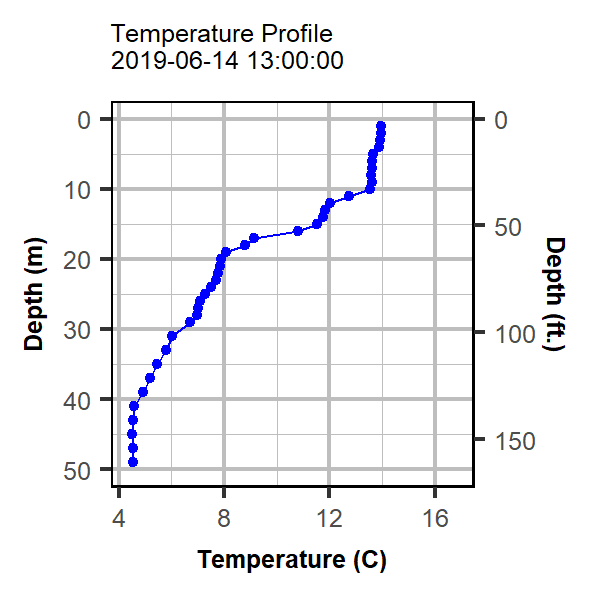 Temperature Profile
2019-06-14 13:00:00
0
10
20
30
40
50
Depth (m)
0
50
100
150
Depth (ft.)
4 8 12 16
Temperature (C)